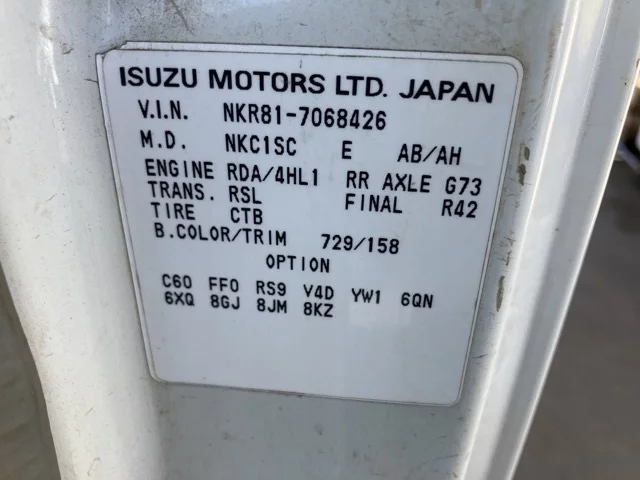 ISUZU MOTORS LTD. JAPAN
V.I.N. NKR81-7068426
M.D. NKC1SC E AB/AH
ENGINE RDA/4HL1 RR AXLE G73
TRANS. RSL FINAL R42
TIRE CTB
B.COLOR/TRIM 729/158
OPTION
C60 FF0 RS9 V4D YW1 6QN
6XQ 8GJ 8JM 8KZ